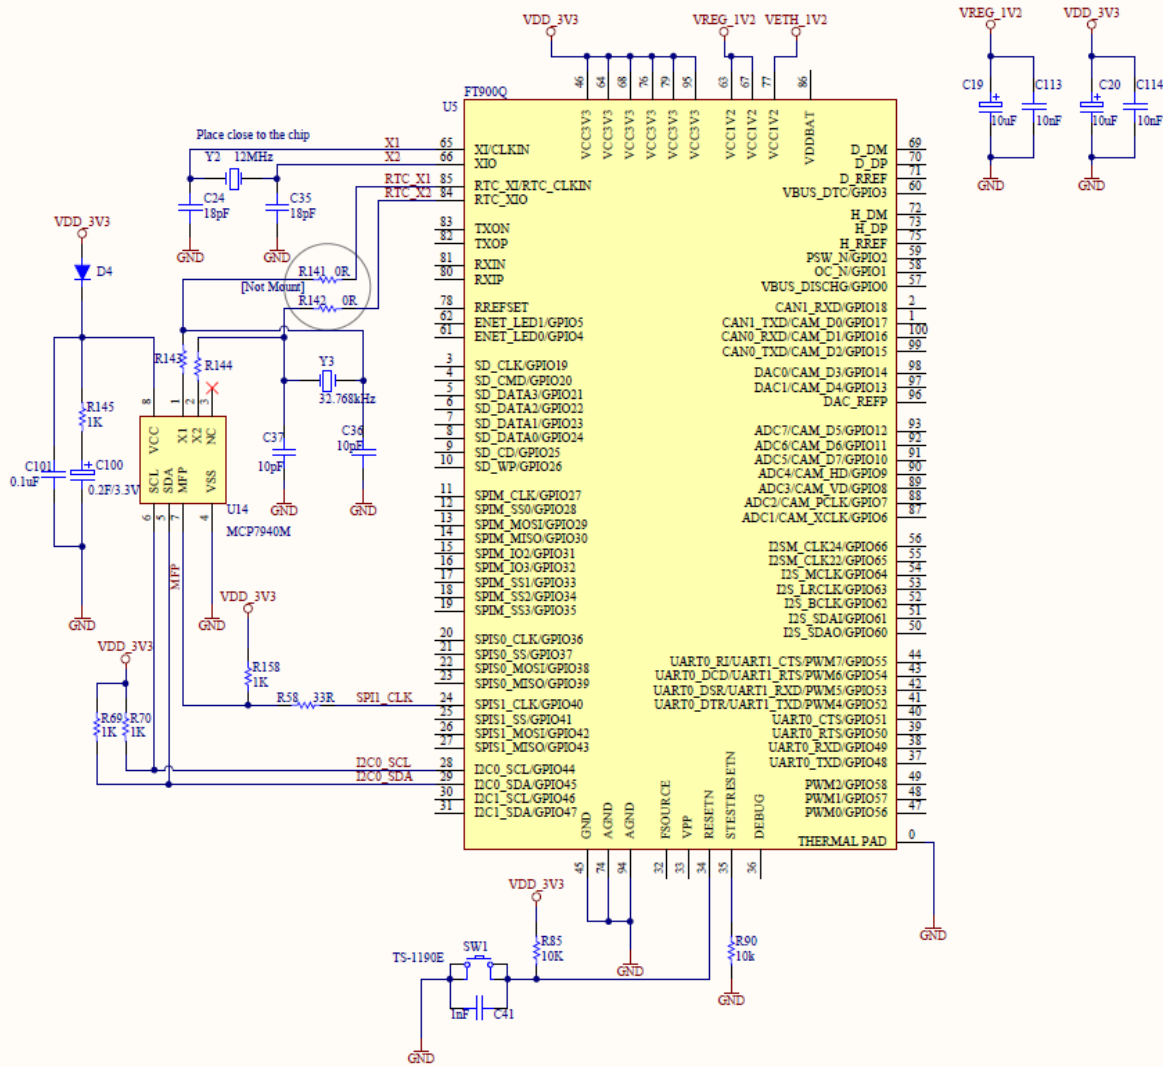 VDD_3V3
VREG_1V2
VETH_1V2
VREG_1V2
VDD_3V3
C19
10uF
C113
10nF
C20
10uF
C114
10nF
GND
GND
46
64
68
76
79
95
63
67
77
86
FT900Q
U5
VCC3V3
VCC3V3
VCC3V3
VCC3V3
VCC3V3
VCC3V3
VCC1V2
VCC1V2
VCC1V2
VDDBAT
Place close to the chip
Y2
12MHz
X1
X2
C24
18pF
C35
18pF
GND
GND
RTC_X1
RTC_X2
65
XI/CLKIN
66
XIO
85
RTC_XI/RTC_CLKIN
84
RTC_XIO
83
TXON
82
TXOP
81
RXIN
80
RXIP
78
RREFSET
62
ENET_LED1/GPIO5
61
ENET_LED0/GPIO4
3
SD_CLK/GPIO19
4
SD_CMD/GPIO20
5
SD_DATA3/GPIO21
6
SD_DATA2/GPIO22
7
SD_DATA1/GPIO23
8
SD_DATA0/GPIO24
9
SD_CD/GPIO25
10
SD_WP/GPIO26
11
SPIM_CLK/GPIO27
12
SPIM_SS0/GPIO28
13
SPIM_MOSI/GPIO29
14
SPIM_MISO/GPIO30
15
SPIM_IO2/GPIO31
16
SPIM_IO3/GPIO32
17
SPIM_SS1/GPIO33
18
SPIM_SS2/GPIO34
19
SPIM_SS3/GPIO35
20
SPIS0_CLK/GPIO36
21
SPIS0_SS/GPIO37
22
SPIS0_MOSI/GPIO38
23
SPIS0_MISO/GPIO39
24
SPIS1_CLK/GPIO40
25
SPIS1_SS/GPIO41
26
SPIS1_MOSI/GPIO42
27
SPIS1_MISO/GPIO43
28
I2C0_SCL/GPIO44
29
I2C0_SDA/GPIO45
30
I2C1_SCL/GPIO46
31
I2C1_SDA/GPIO47
D_DM
69
D_DP
70
D_RREF
71
VBUS_DTC/GPIO3
60
H_DM
72
H_DP
73
H_RREF
75
PSW_N/GPIO2
59
OC_N/GPIO1
58
VBUS_DISCHG/GPIO0
57
CAN1_RXD/GPIO18
2
CAN1_TXD/CAM_D0/GPIO17
1
CAN0_RXD/CAM_D1/GPIO16
100
CAN0_TXD/CAM_D2/GPIO15
99
DAC0/CAM_D3/GPIO14
98
DAC1/CAM_D4/GPIO13
97
DAC_REFP
96
ADC7/CAM_D5/GPIO12
93
ADC6/CAM_D6/GPIO11
92
ADC5/CAM_D7/GPIO10
91
ADC4/CAM_HD/GPIO9
90
ADC3/CAM_VD/GPIO8
89
ADC2/CAM_PCLK/GPIO7
88
ADC1/CAM_XCLK/GPIO6
87
I2SM_CLK24/GPIO66
56
I2SM_CLK22/GPIO65
55
I2S_MCLK/GPIO64
54
I2S_LRCLK/GPIO63
53
I2S_BCLK/GPIO62
52
I2S_SDAI/GPIO61
51
I2S_SDAO/GPIO60
50
UART0_RI/UART1_CTS/PWM7/GPIO55
44
UART0_DCD/UART1_RTS/PWM6/GPIO54
43
UART0_DSR/UART1_RXD/PWM5/GPIO53
42
UART0_DTR/UART1_TXD/PWM4/GPIO52
41
UART0_CTS/GPIO51
40
UART0_RTS/GPIO50
39
UART0_RXD/GPIO49
38
UART0_TXD/GPIO48
37
PWM2/GPIO58
49
PWM1/GPIO57
48
PWM0/GPIO56
47
THERMAL PAD
0
GND
VDD_3V3
D4
R141 0R
[Not Mount]
R142 0R
R143
R144
Y3
32.768kHz
C37
10pF
C36
10pF
GND
GND
R145
1K
C101
0.1uF
C100
0.2F/3.3V
GND
8
1
2
3
VCC
X1
X2
NC
SCL
SDA
MFP
VSS
U14
MCP7940M
6
5
7
4
MFP
GND
VDD_3V3
R158
1K
R58 33R
SPI1_CLK
VDD_3V3
R69
1K
R70
1K
I2C0_SCL
I2C0_SDA
GND
AGND
AGND
FSOURCE
VPP
RESETN
STESTRESETN
DEBUG
45
74
94
32
33
34
35
36
GND
VDD_3V3
R85
10K
R90
10k
GND
TS-1190E
SW1
1nF
C41
GND